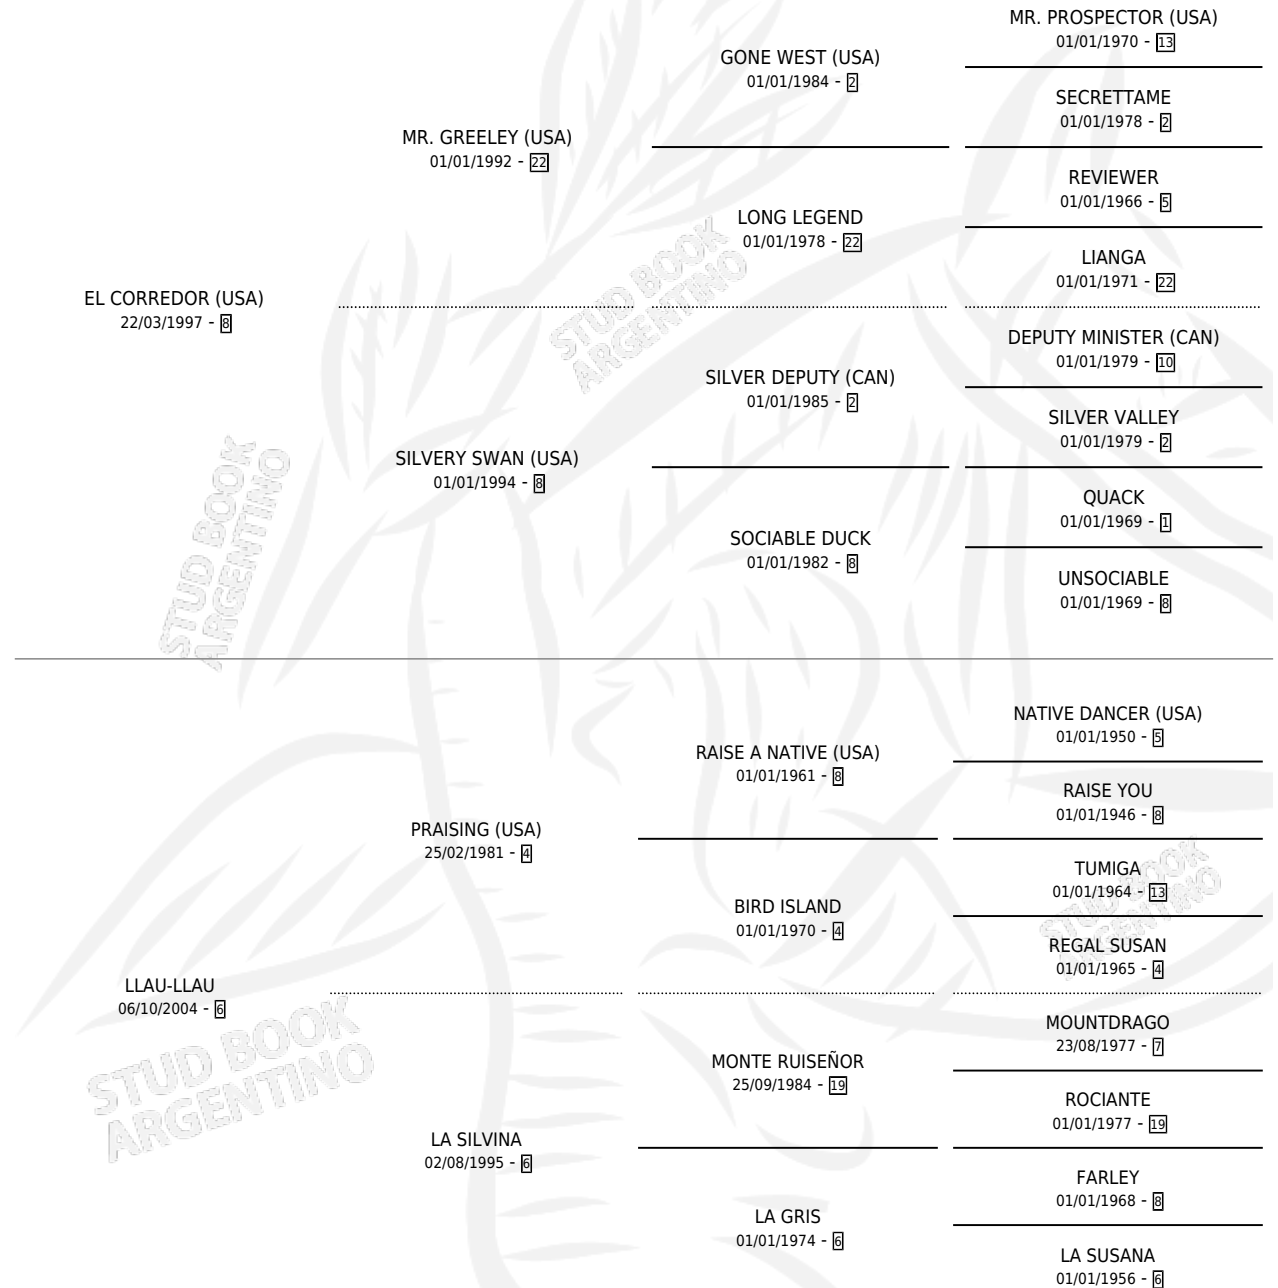 MR. PROSPECTOR (USA)
01/01/1970 - 13
GONE WEST (USA)
01/01/1984 - 2
SECRETTAME
01/01/1978 - 2
MR. GREELEY (USA)
01/01/1992 - 22
REVIEWER
01/01/1966 - 5
LONG LEGEND
01/01/1978 - 22
LIANGA
01/01/1971 - 22
EL CORREDOR (USA)
22/03/1997 - 8
DEPUTY MINISTER (CAN)
01/01/1979 - 10
SILVER DEPUTY (CAN)
01/01/1985 - 2
SILVER VALLEY
01/01/1979 - 2
SILVERY SWAN (USA)
01/01/1994 - 8
QUACK
01/01/1969 - 1
SOCIABLE DUCK
01/01/1982 - 8
UNSOCIABLE
01/01/1969 - 8
NATIVE DANCER (USA)
01/01/1950 - 5
RAISE A NATIVE (USA)
01/01/1961 - 8
RAISE YOU
01/01/1946 - 8
PRAISING (USA)
25/02/1981 - 4
TUMIGA
01/01/1964 - 13
BIRD ISLAND
01/01/1970 - 4
REGAL SUSAN
01/01/1965 - 4
LLAU-LLAU
06/10/2004 - 6
MOUNTDRAGO
23/08/1977 - 7
MONTE RUISEÑOR
25/09/1984 - 19
ROCIANTE
01/01/1977 - 19
LA SILVINA
02/08/1995 - 6
FARLEY
01/01/1968 - 8
LA GRIS
01/01/1974 - 6
LA SUSANA
01/01/1956 - 6
STUD BOOK
ARGENTINO
STUD BOOK
ARGENTINO
STUD BOOK
ARGENTINO
STUD BOOK
ARGENTINO